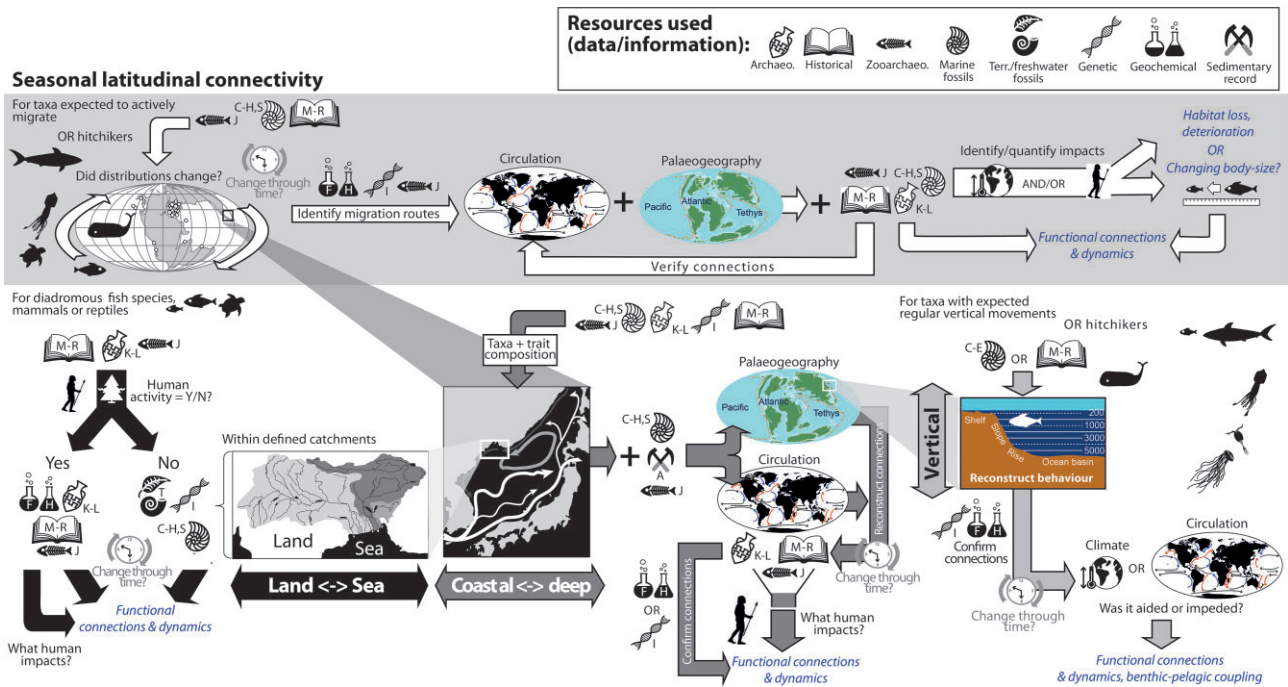 Resources used
(data/information):
Archaeo.
Historical
Zooarchaeo.
Marine
fossils
Terr./freshwater
fossils
Genetic
Geochemical
Sedimentary
record
Seasonal latitudinal connectivity
For taxa expected to actively
migrate
OR hitchikers
J
C-H,S
M-R
Did distributions change?
Change through
time?
F
H
I
J
Identify migration routes
Circulation
+
Palaeogeography
Pacific
Atlantic
Tethys
+
J
C-H,S
M-R
K-L
Identify/quantify impacts
AND/OR
Habitat loss,
deterioration
OR
Changing body-size?
Functional connections
& dynamics
Verify connections
For diadromous fish species,
mammals or reptiles
M-R
K-L
J
Human
activity = Y/N?
Yes
No
F
H
K-L
M-R
J
T
I
C-H,S
Change through
time?
Functional
connections & dynamics
What human
impacts?
Within defined catchments
Land
Sea
Land <-> Sea
Taxa + trait
composition
C-H,S
J
K-L
I
M-R
Coastal <-> deep
+
C-H,S
A
J
Palaeogeography
Pacific
Atlantic
Tethys
Circulation
Reconstruct connection
K-L
M-R
J
Change through
time?
F
H
OR
I
Confirm connections
What human
impacts?
Functional connections
& dynamics
For taxa with expected
regular vertical movements
OR hitchikers
C-E
OR
M-R
Vertical
Shelf
Slope
Rise
Ocean basin
200
1000
3000
5000
Reconstruct behaviour
I
F
H
Confirm
connections
Change through
time?
Climate
OR
Circulation
Was it aided or impeded?
Functional connections
& dynamics, benthic-pelagic coupling